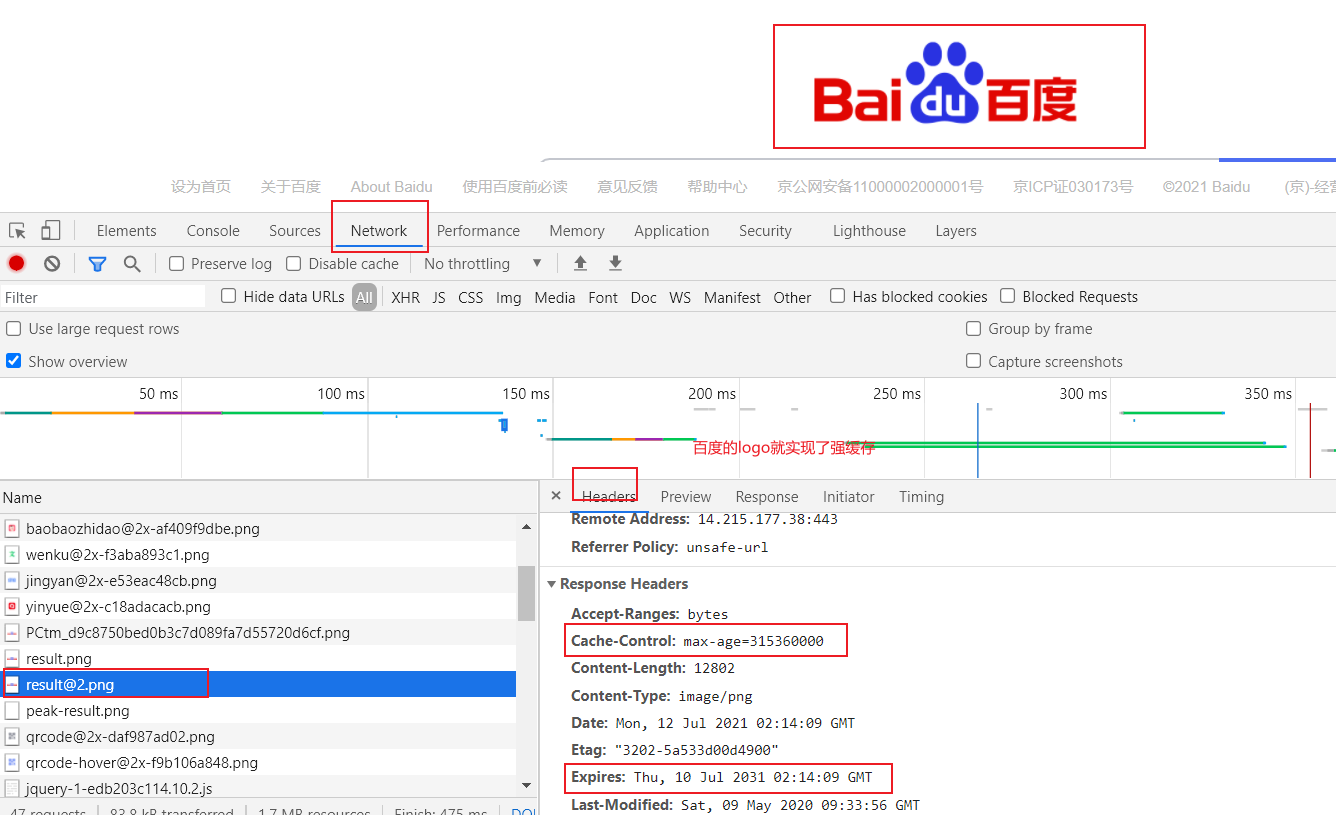 Bai du 百度
设为首页 关于百度 About Baidu 使用百度前必读 意见反馈 帮助中心 京公网安备11000002000001号 京ICP证030173号 ©2021 Baidu (京)-经营
Elements Console Sources Network Performance Memory Application Security Lighthouse Layers
Preserve log Disable cache No throttling
Filter Hide data URLs All XHR JS CSS Img Media Font Doc WS Manifest Other Has blocked cookies Blocked Requests
Use large request rows Group by frame
Show overview Capture screenshots
50 ms 100 ms 150 ms 200 ms 250 ms 300 ms 350 ms
百度的logo就实现了强缓存
Name
baobaozhidao@2x-af409f9dbe.png
wenku@2x-f3aba893c1.png
jingyan@2x-e53eac48cb.png
yinyue@2x-c18adacacb.png
PCtm_d9c8750bed0b3c7d089fa7d55720d6cf.png
result.png
result@2.png
peak-result.png
qrcode@2x-daf987ad02.png
qrcode-hover@2x-f9b106a848.png
jquery-1-edb203c114.10.2.js
47 requests 83.8 kB transferred 1.7 MB resources Finish: 475 ms
Headers Preview Response Initiator Timing
Remote Address: 14.215.177.38:443
Referrer Policy: unsafe-url
Response Headers
Accept-Ranges: bytes
Cache-Control: max-age=315360000
Content-Length: 12802
Content-Type: image/png
Date: Mon, 12 Jul 2021 02:14:09 GMT
Etag: "3202-5a533d00d4900"
Expires: Thu, 10 Jul 2031 02:14:09 GMT
Last-Modified: Sat, 09 May 2020 09:33:56 GMT